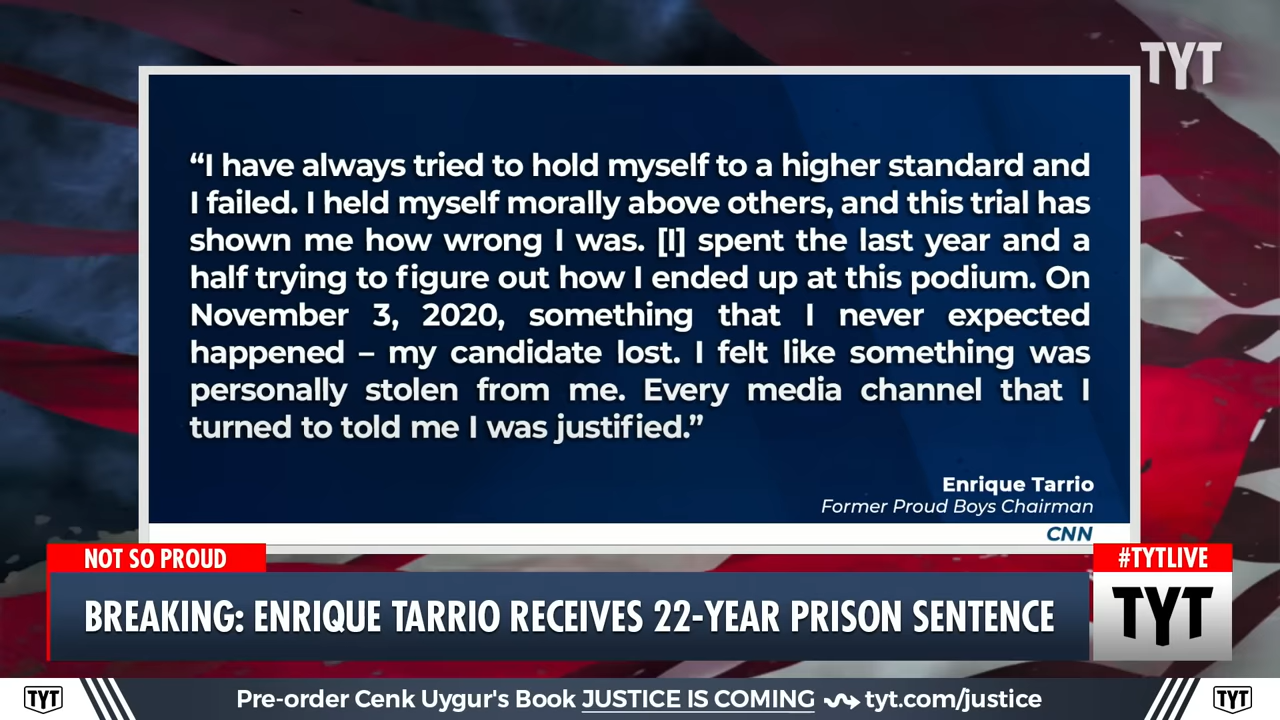 TYT
“I have always tried to hold myself to a higher standard and
I failed. I held myself morally above others, and this trial has
shown me how wrong I was. [I] spent the last year and a
half trying to figure out how I ended up at this podium. On
November 3, 2020, something that I never expected
happened – my candidate lost. I felt like something was
personally stolen from me. Every media channel that I
turned to told me I was justified.”
Enrique Tarrio
Former Proud Boys Chairman
CNN
NOT SO PROUD
#TYTLIVE
BREAKING: ENRIQUE TARRIO RECEIVES 22-YEAR PRISON SENTENCE
TYT
TYT
Pre-order Cenk Uygur's Book JUSTICE IS COMING tyt.com/justice
TYT